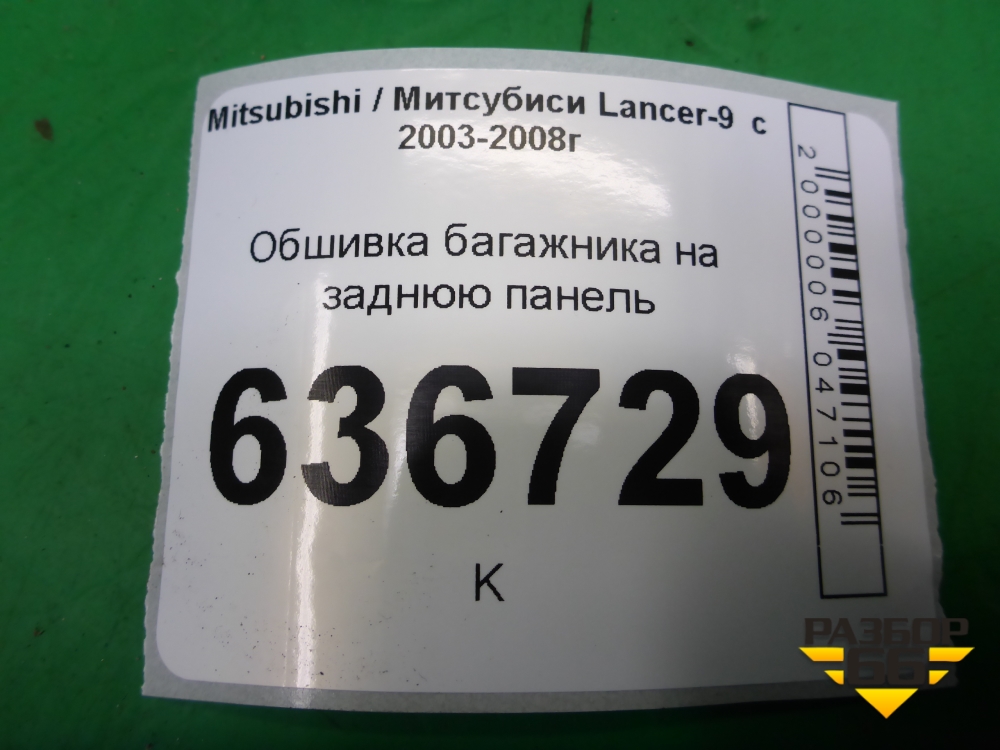 Mitsubishi / Митсубиси Lancer-9 с
2003-2008г
Обшивка багажника на
заднюю панель
636729
К
2000006047106
РАЗБОР
66